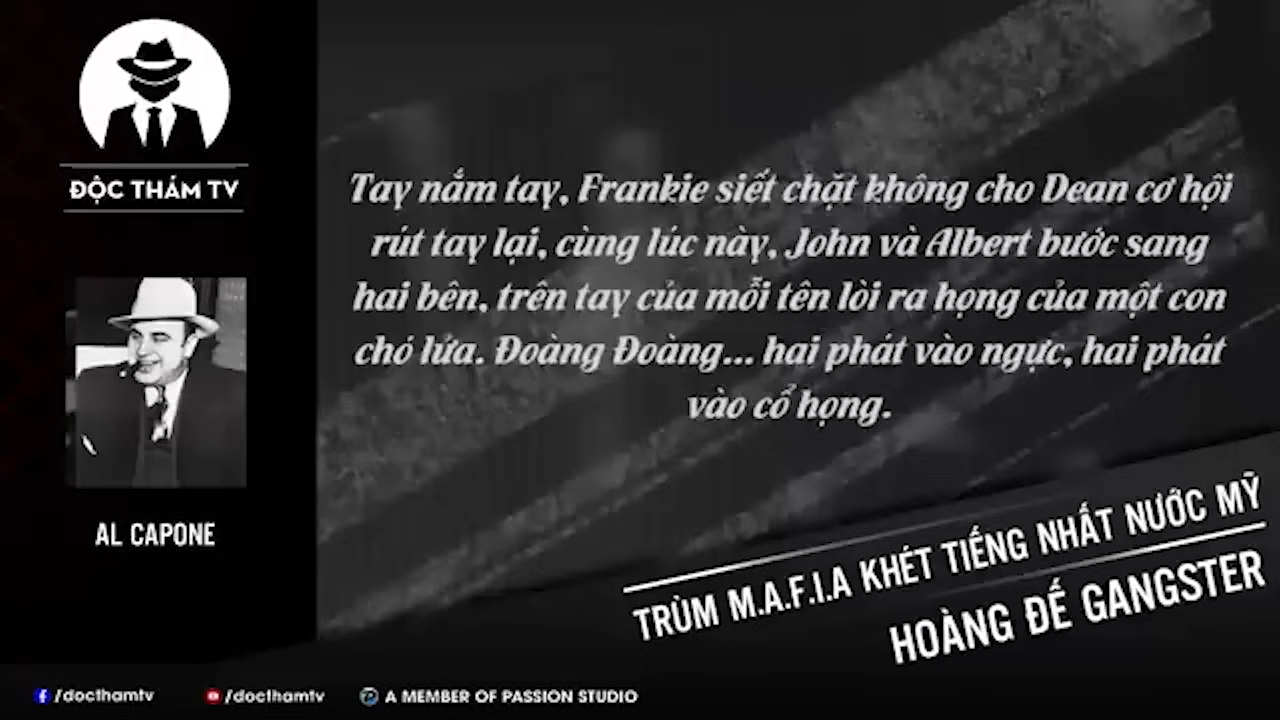 ĐỘC THÁM TV
AL CAPONE
Tay nắm tay, Frankie siết chặt không cho Dean cơ hội
rút tay lại, cùng lúc này, John và Albert bước sang
hai bên, trên tay của mỗi tên lòi ra họng của một con
chó lửa. Đoàng Đoàng... hai phát vào ngực, hai phát
vào cổ họng.
TRÙM M.A.F.I.A KHÉT TIẾNG NHẤT NƯỚC MỸ
HOÀNG ĐẾ GANGSTER
/docthamtv
/docthamtv
A MEMBER OF PASSION STUDIO